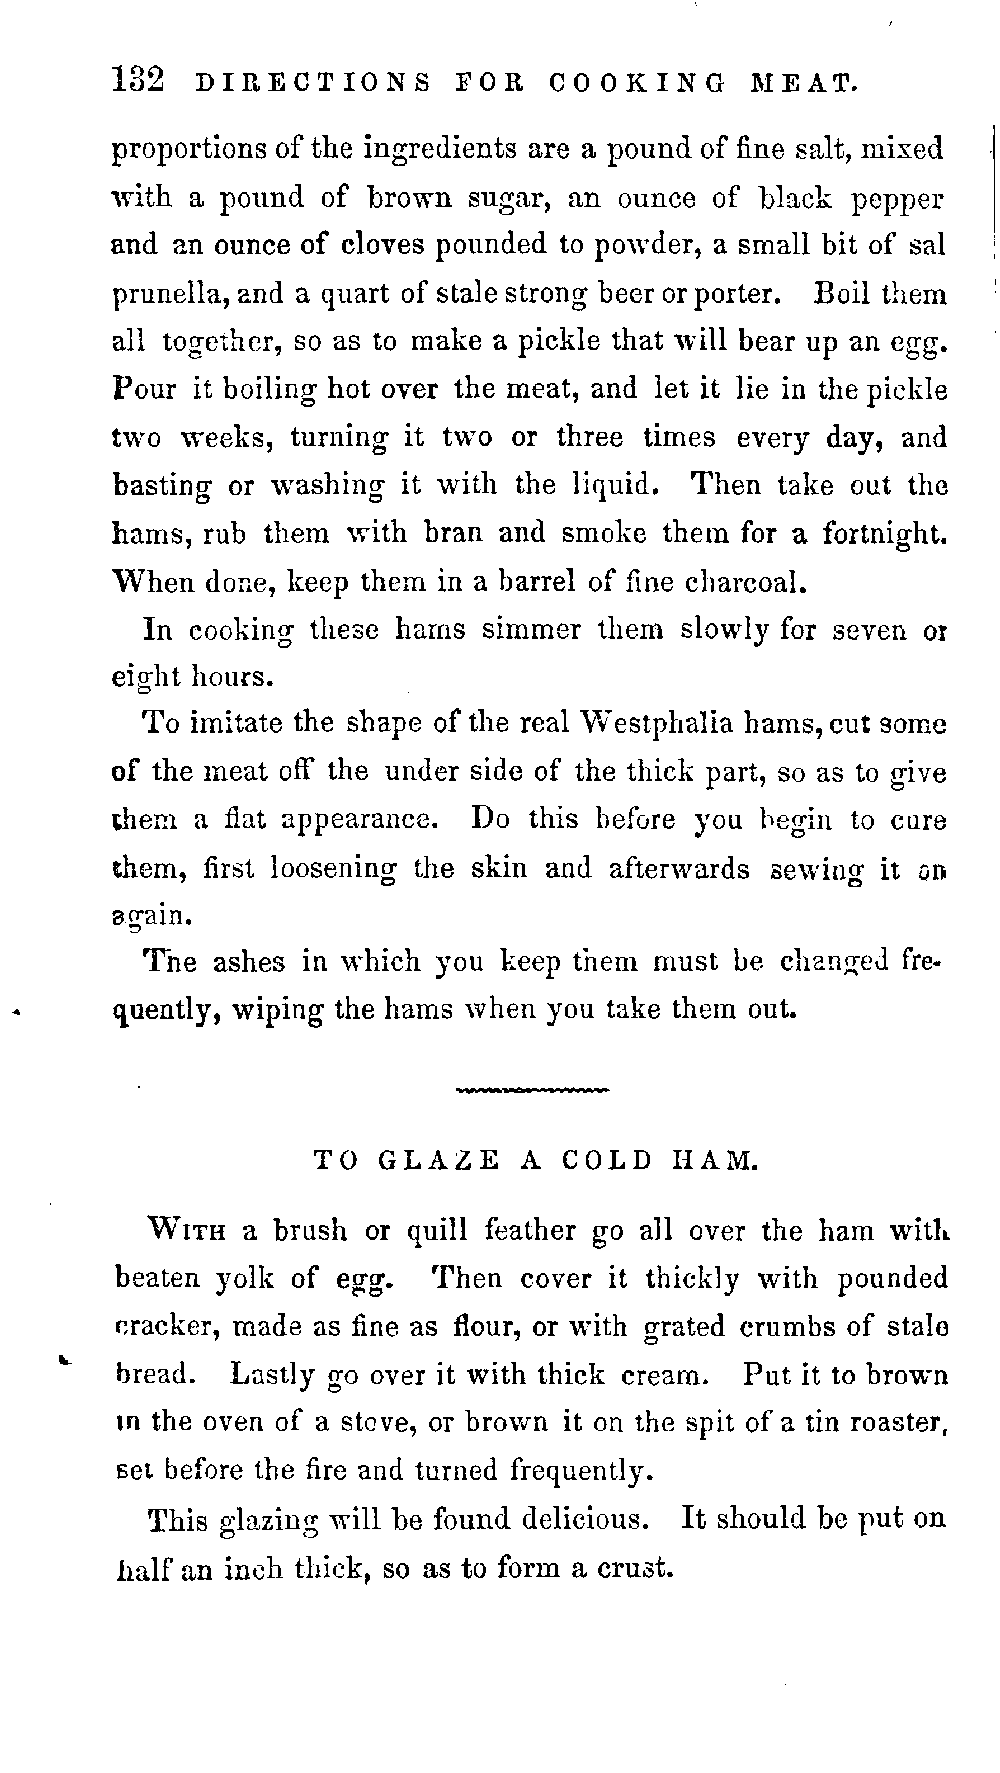 132 DIRECTIONS FOR COOKING MEAT.
proportions of the ingredients are a pound of fine salt, mixed
with a pound of brown sugar, an ounce of black pepper
and an ounce of cloves pounded to powder, a small bit of sal
prunella, and a quart of stale strong beer or porter. Boil them
all together, so as to make a pickle that will bear up an egg.
Pour it boiling hot over the meat, and let it lie in the pickle
two weeks, turning it two or three times every day, and
basting or washing it with the liquid. Then take out the
hams, rub them with bran and smoke them for a fortnight.
When done, keep them in a barrel of fine charcoal.
In cooking these hams simmer them slowly for seven or
eight hours.
To imitate the shape of the real Westphalia hams, cut some
of the meat off the under side of the thick part, so as to give
them a flat appearance. Do this before you begin to cure
them, first loosening the skin and afterwards sewing it on
again.
The ashes in which you keep them must be changed fre-
quently, wiping the hams when you take them out.
TO GLAZE A COLD HAM.
WITH a brush or quill feather go all over the ham with
beaten yolk of egg. Then cover it thickly with pounded
cracker, made as fine as flour, or with grated crumbs of stale
bread. Lastly go over it with thick cream. Put it to brown
in the oven of a stove, or brown it on the spit of a tin roaster,
set before the fire and turned frequently.
This glazing will be found delicious. It should be put on
half an inch thick, so as to form a crust.